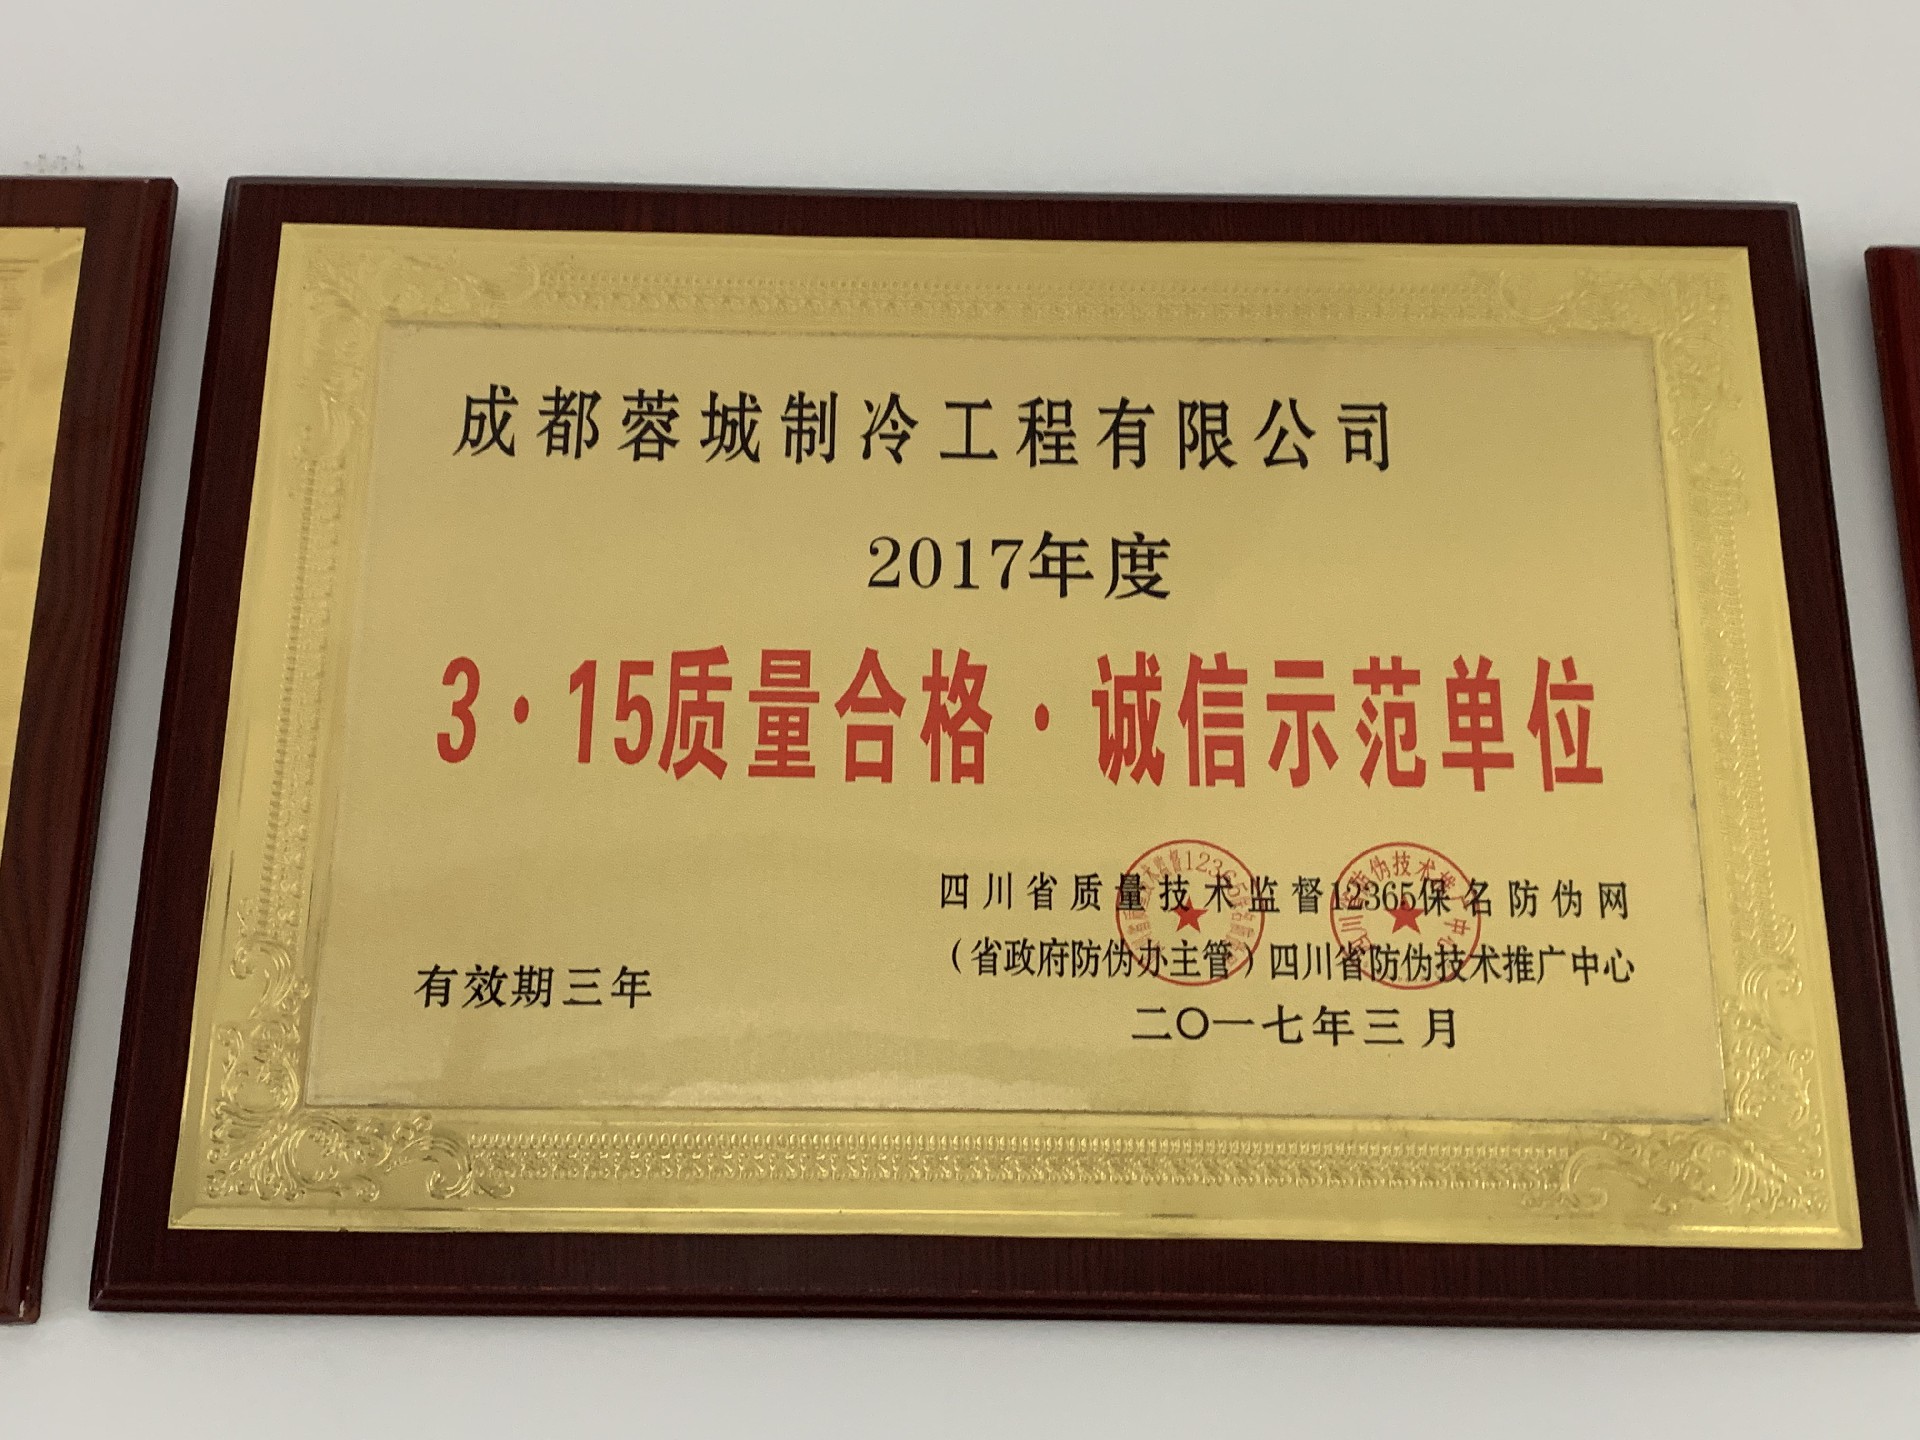 成都蓉城制冷工程有限公司
2017年度
3·15质量合格·诚信示范单位
四川省质量技术监督12365保名防伪网
（省政府防伪办主管）四川省防伪技术推广中心
有效期三年
二〇一七年三月